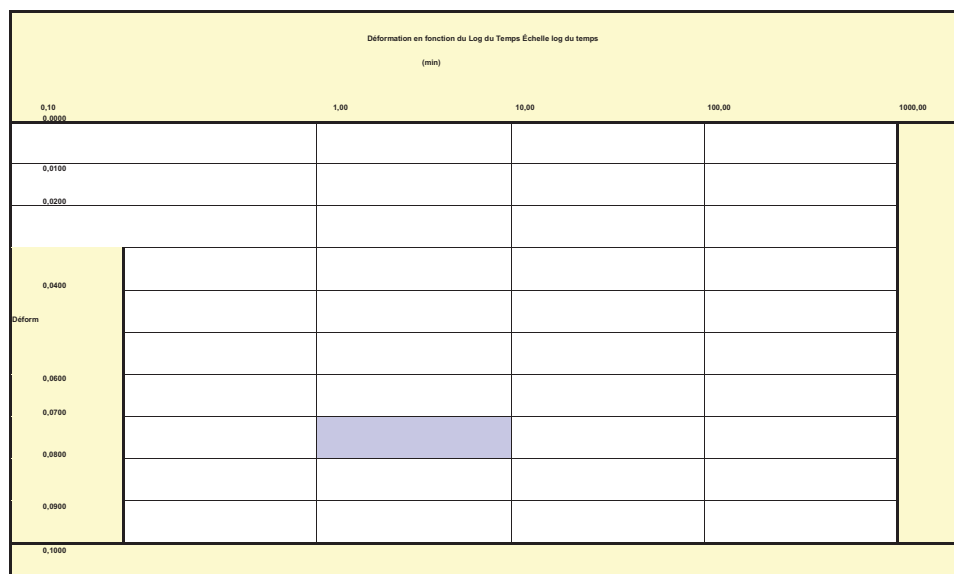 Déformation en fonction du Log du Temps Échelle log du temps
(min)
0,10 1,00 10,00 100,00 1000,00
0,0000
0,0100
0,0200
0,0400
Déform
0,0600
0,0700
0,0800
0,0900
0,1000